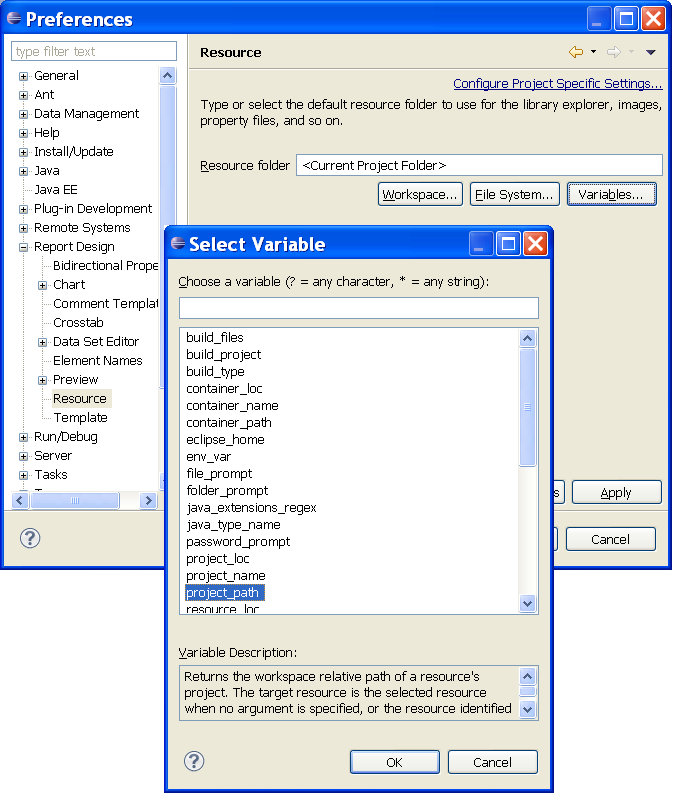 Preferences
type filter text
General
Ant
Data Management
Help
Install/Update
Java
Java EE
Plug-in Development
Remote Systems
Report Design
Bidirectional Prope
Chart
Comment Templat
Crosstab
Data Set Editor
Element Names
Preview
Resource
Template
Run/Debug
Server
Tasks
Resource
Configure Project Specific Settings...
Type or select the default resource folder to use for the library explorer, images,
property files, and so on.
Resource folder <Current Project Folder>
Workspace... File System... Variables...
s Apply
Cancel
Select Variable
Choose a variable (? = any character, * = any string):
build_files
build_project
build_type
container_loc
container_name
container_path
eclipse_home
env_var
file_prompt
folder_prompt
java_extensions_regex
java_type_name
password_prompt
project_loc
project_name
project_path
resource_loc
Variable Description:
Returns the workspace relative path of a resource's
project. The target resource is the selected resource
when no argument is specified, or the resource identified
OK Cancel